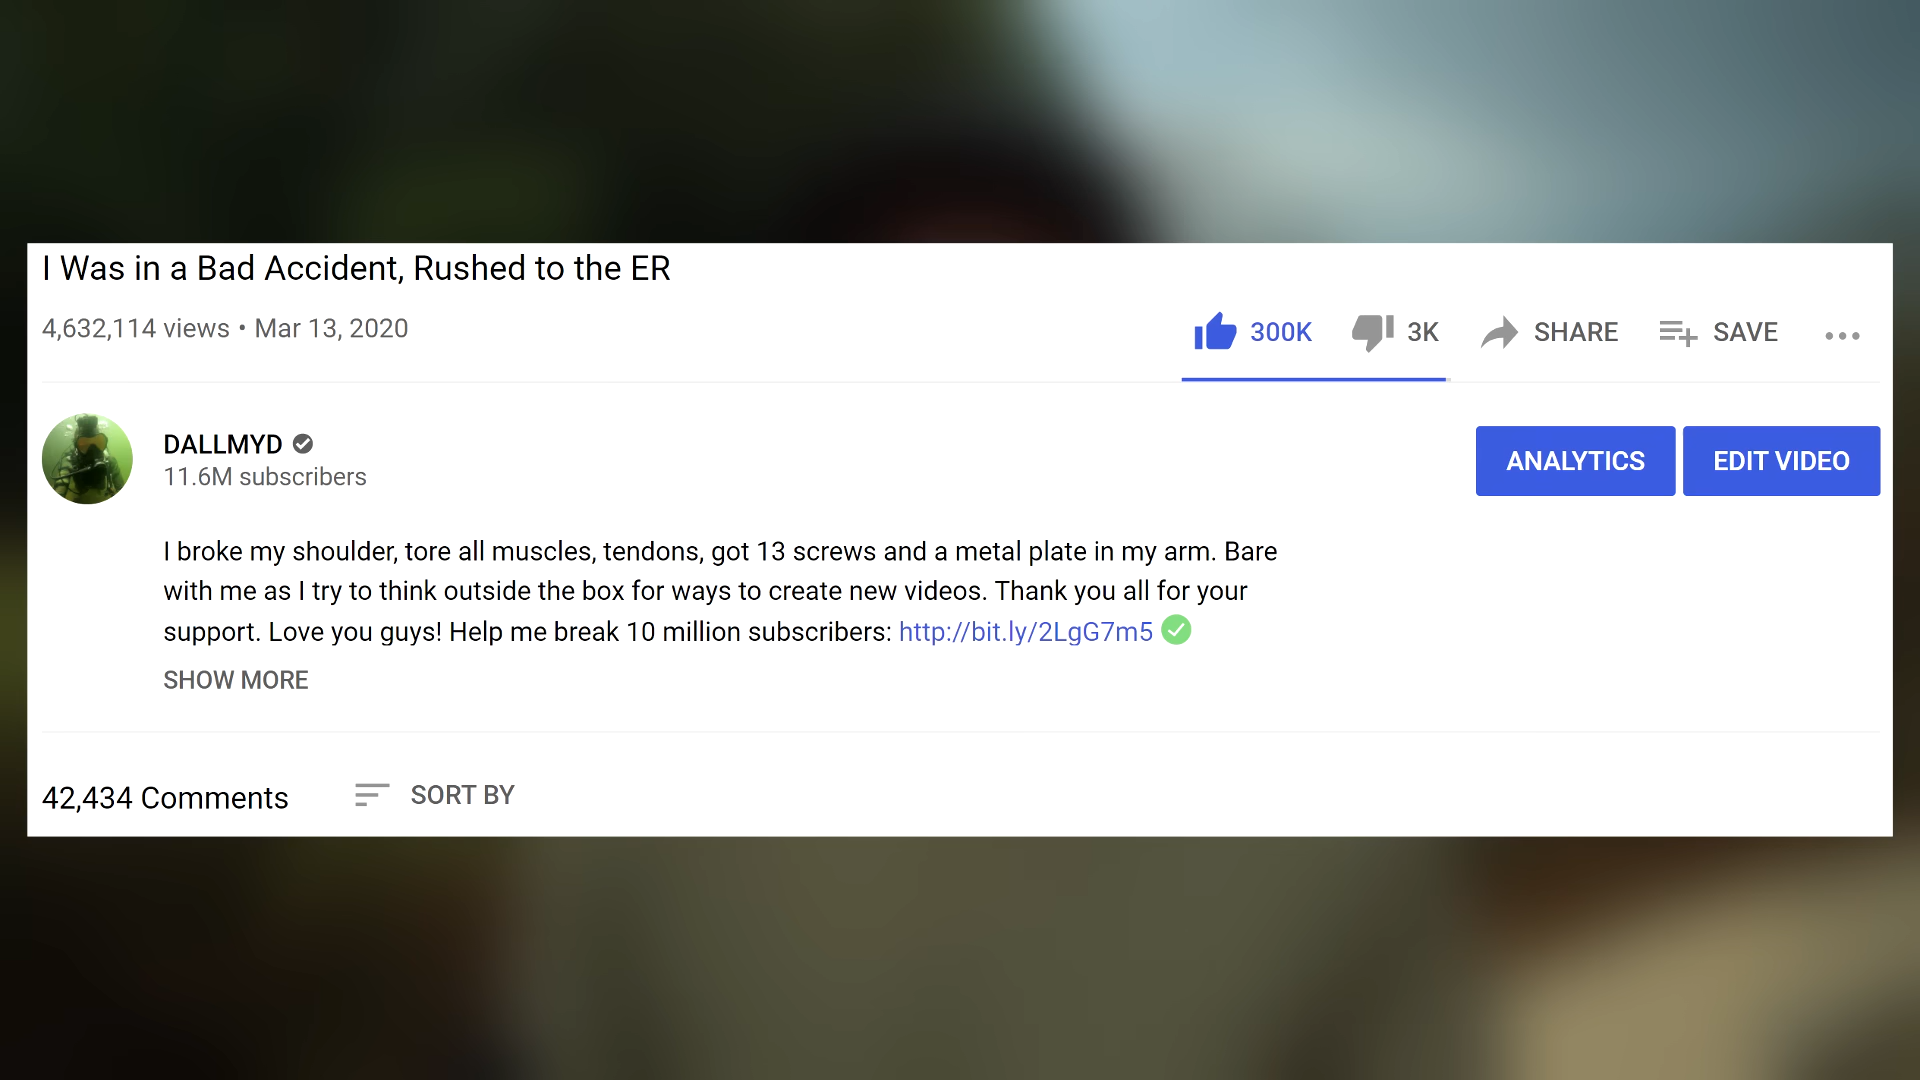 I Was in a Bad Accident, Rushed to the ER
4,632,114 views • Mar 13, 2020
300K
3K
SHARE
SAVE
DALLMYD
11.6M subscribers
ANALYTICS
EDIT VIDEO
I broke my shoulder, tore all muscles, tendons, got 13 screws and a metal plate in my arm. Bare
with me as I try to think outside the box for ways to create new videos. Thank you all for your
support. Love you guys! Help me break 10 million subscribers: http://bit.ly/2LgG7m5
SHOW MORE
42,434 Comments
SORT BY